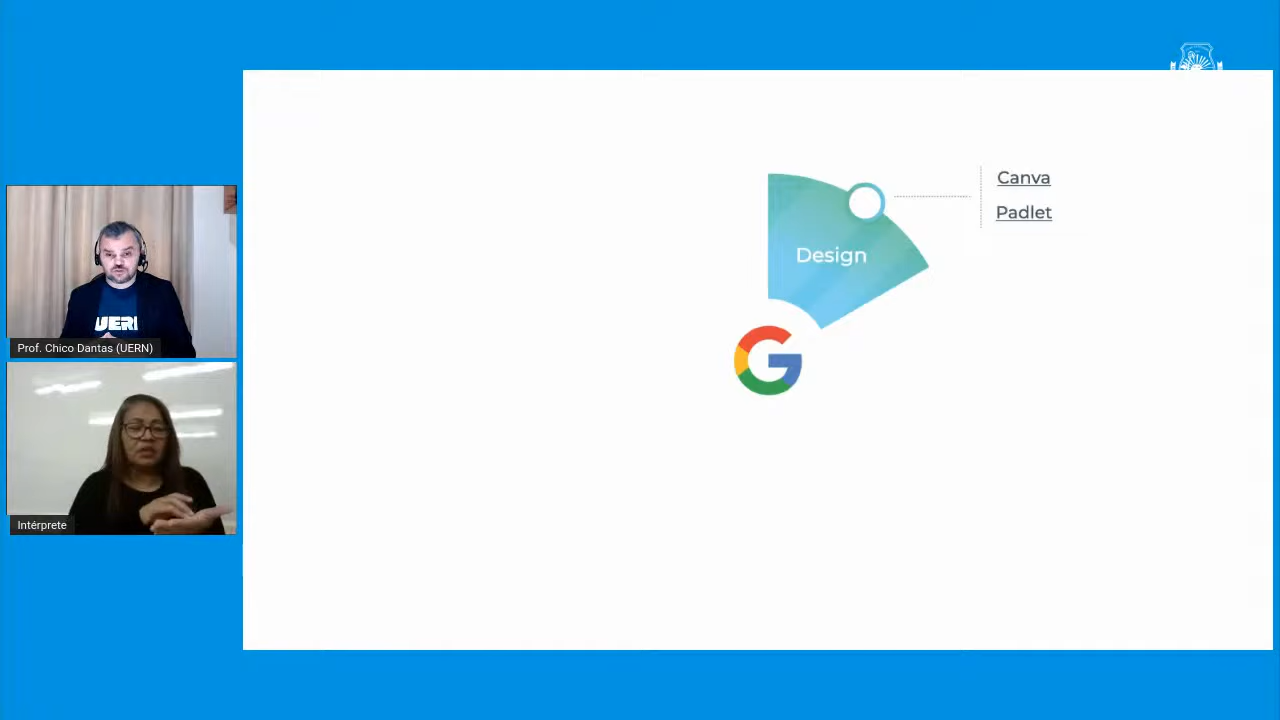 Canva
Padlet
Design
UERN
Prof. Chico Dantas (UERN)
Intérprete